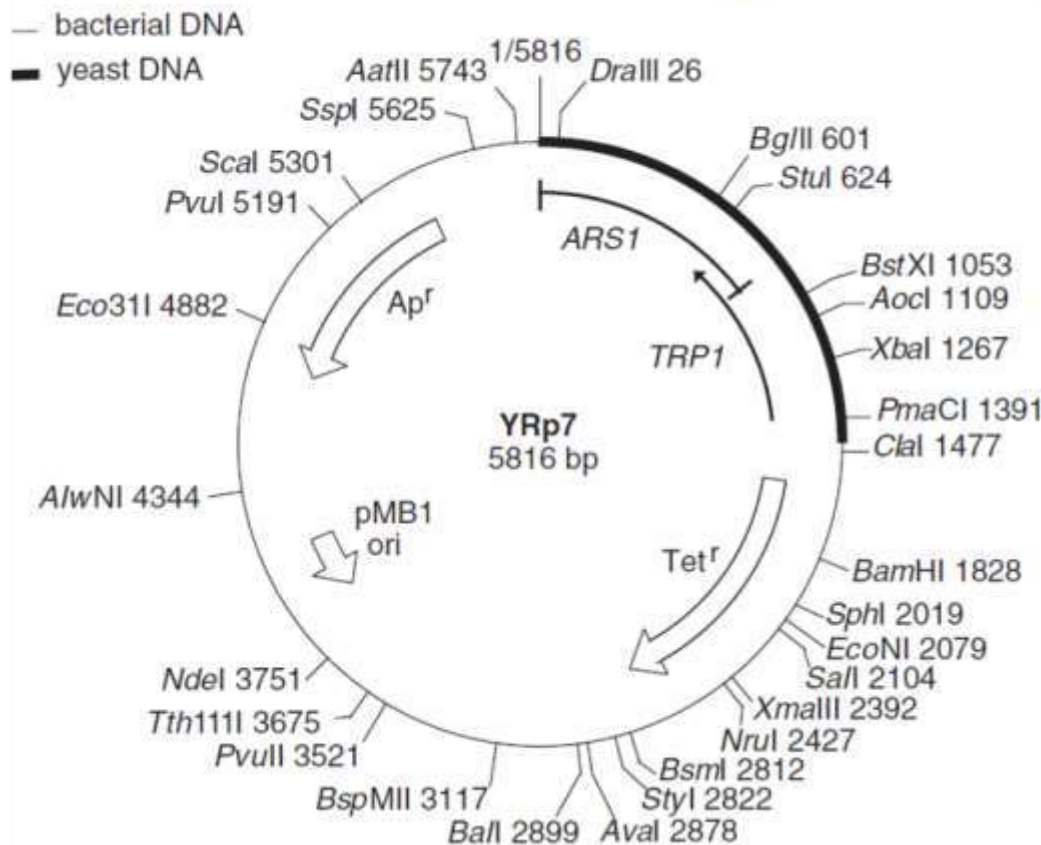 bacterial DNA
yeast DNA
1/5816
AatII 5743
DraIII 26
SspI 5625
BglII 601
ScaI 5301
StuI 624
PvuI 5191
ARS1
BstXI 1053
Eco31I 4882
Apr
AocI 1109
TRP1
XbaI 1267
PmaCI 1391
YRp7
5816 bp
ClaI 1477
AlwNI 4344
pMB1
ori
Tetr
BamHI 1828
SphI 2019
EcoNI 2079
SalI 2104
NdeI 3751
XmaIII 2392
Tth111I 3675
NruI 2427
PvuII 3521
BsmI 2812
BspMII 3117
StyI 2822
BalI 2899
AvaI 2878